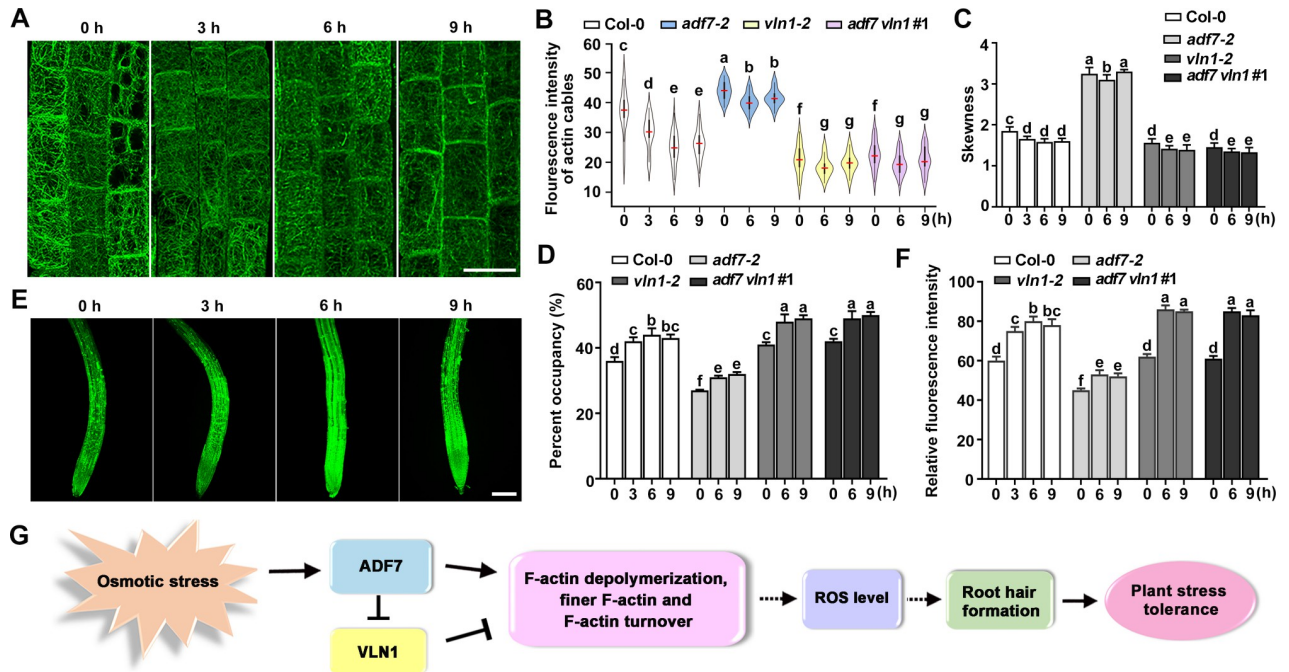 A
0 h 3 h 6 h 9 h
B
Col-0 adf7-2 vln1-2 adf7 vln1 #1
Flourescence intensity
of actin cables
60
50
40
30
20
10
c d e e a b b f g g f g g
0 3 6 9 0 6 9 0 6 9 0 6 9 (h)
C
Col-0
adf7-2
vln1-2
adf7 vln1 #1
Skewness
4
3
2
1
0
c d d d a b a d e e d e e
0 3 6 9 0 6 9 0 6 9 0 6 9 (h)
D
Col-0 adf7-2
vln1-2 adf7 vln1 #1
Percent occupancy (%)
60
40
20
0
d c b bc f e e c a a c a a
0 3 6 9 0 6 9 0 6 9 0 6 9 (h)
E
0 h 3 h 6 h 9 h
F
Col-0 adf7-2
vln1-2 adf7 vln1 #1
Relative fluorescence intensity
100
80
60
40
20
0
d c b bc f e e d a a d a a
0 3 6 9 0 6 9 0 6 9 0 6 9 (h)
G
Osmotic stress
ADF7
VLN1
F-actin depolymerization,
finer F-actin and
F-actin turnover
ROS level
Root hair
formation
Plant stress
tolerance